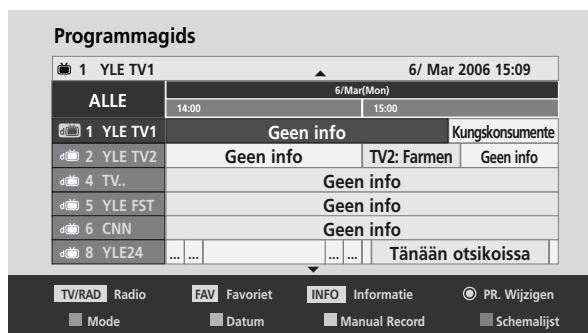 Programmagids
1 YLE TV1 6/ Mar 2006 15:09
ALLE 6/Mar(Mon)
14:00 15:00
d 1 YLE TV1 Geen info Kungskonsumente
d 2 YLE TV2 Geen info TV2: Farmen Geen info
d 4 TV.. Geen info
d 5 YLE FST Geen info
d 6 CNN Geen info
d 8 YLE24 ... ... ... ... Tänään otsikoissa
TV/RAD Radio FAV Favoriet INFO Informatie PR. Wijzigen
Mode Datum Manual Record Schemalijst